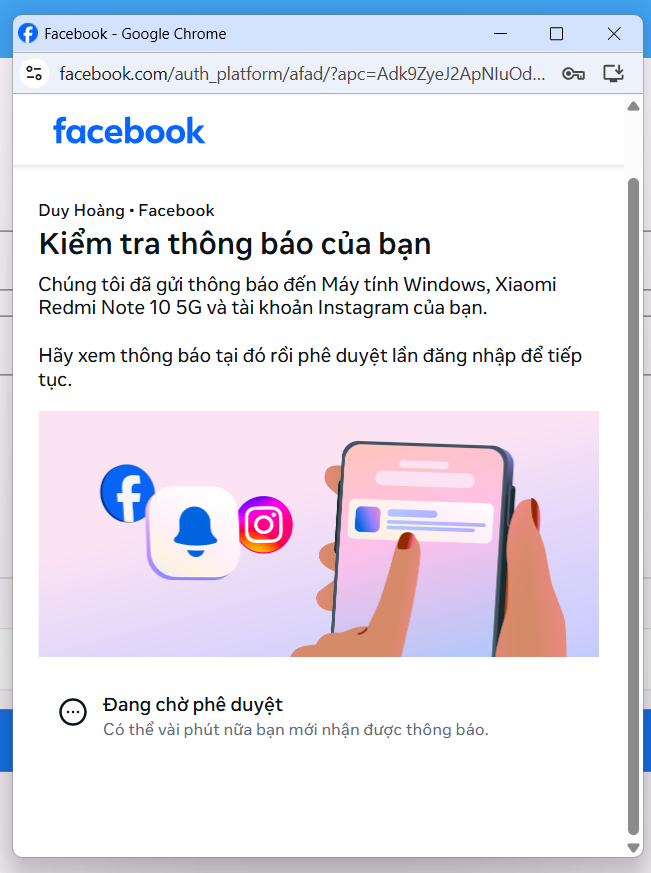 Facebook - Google Chrome
facebook.com/auth_platform/afad/?apc=Adk9ZyeJ2ApNIuOd...
facebook
Duy Hoàng • Facebook
Kiểm tra thông báo của bạn
Chúng tôi đã gửi thông báo đến Máy tính Windows, Xiaomi
Redmi Note 10 5G và tài khoản Instagram của bạn.
Hãy xem thông báo tại đó rồi phê duyệt lần đăng nhập để tiếp
tục.
Đang chờ phê duyệt
Có thể vài phút nữa bạn mới nhận được thông báo.